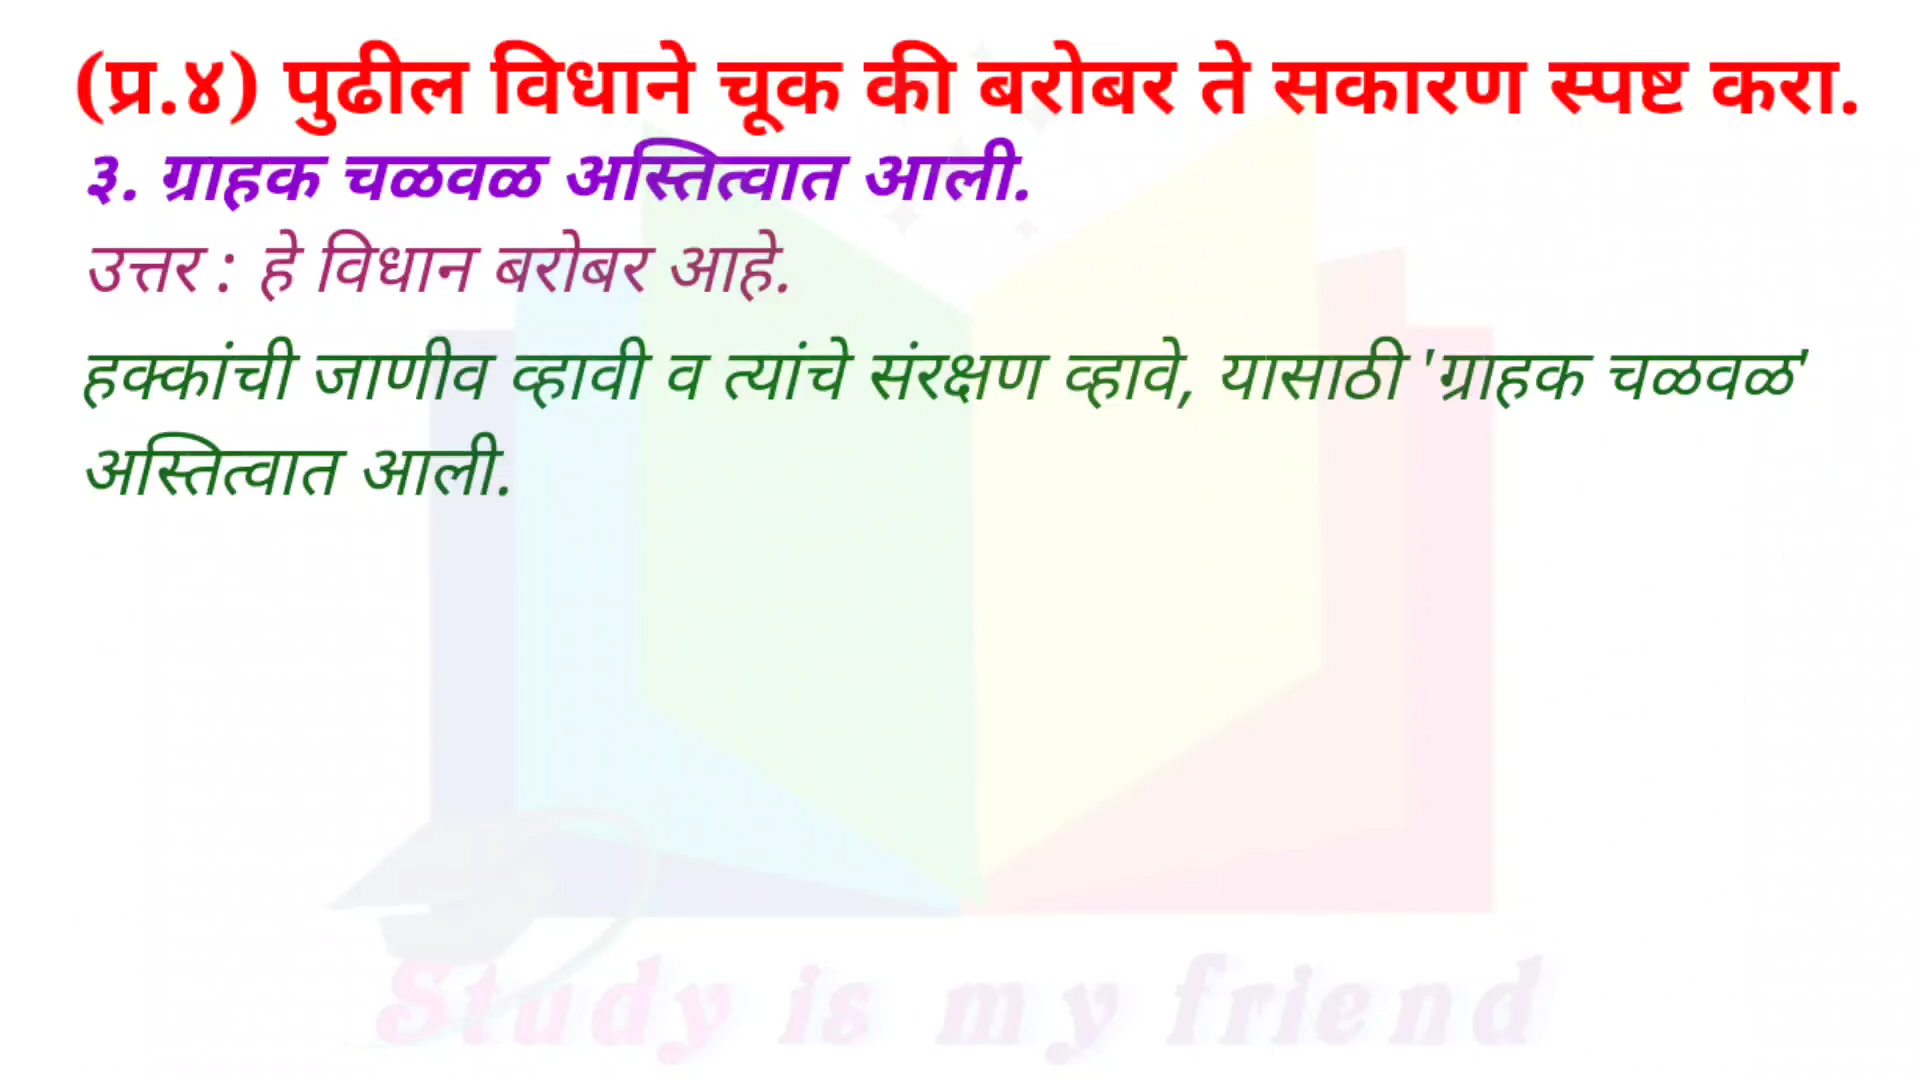 (प्र.४) पुढील विधाने चूक की बरोबर ते सकारण स्पष्ट करा.
३. ग्राहक चळवळ अस्तित्वात आली.
उत्तर : हे विधान बरोबर आहे.
हक्कांची जाणीव व्हावी व त्यांचे संरक्षण व्हावे, यासाठी 'ग्राहक चळवळ'
अस्तित्वात आली.
Study is my friend